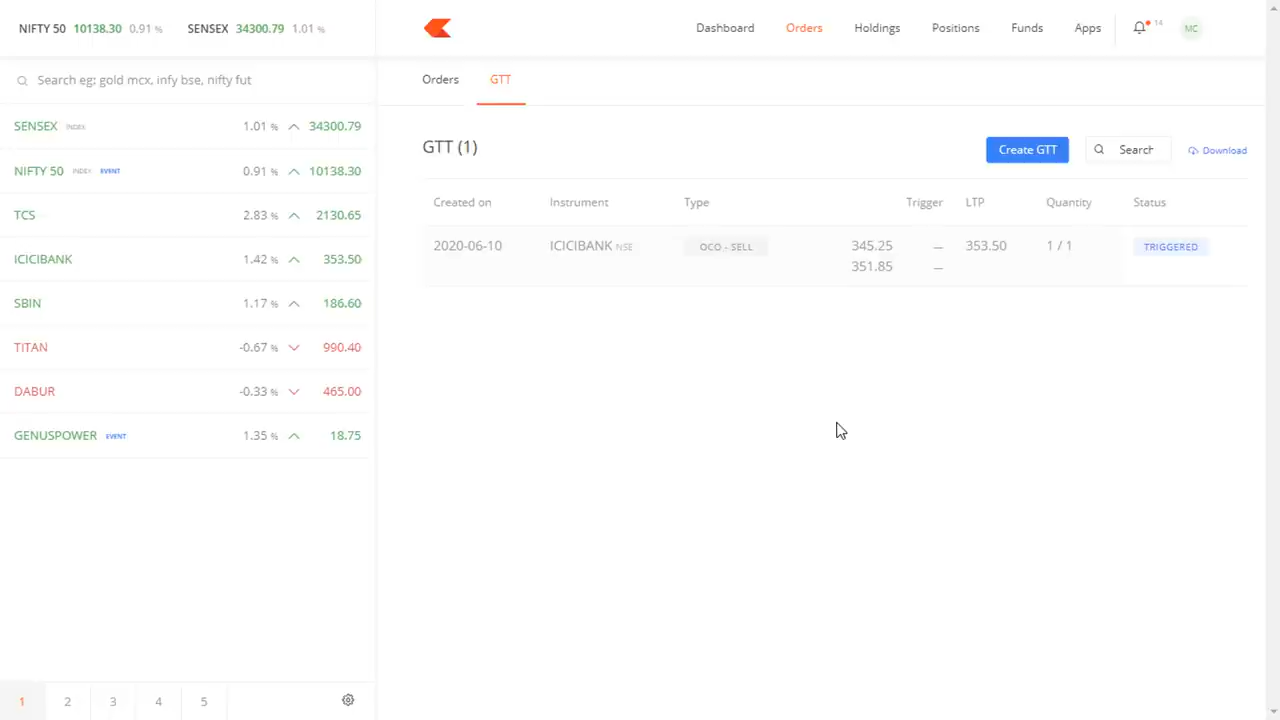 NIFTY 50 10138.30 0.91 % SENSEX 34300.79 1.01 %
Dashboard Orders Holdings Positions Funds Apps 14 MC
Search eg: gold mcx, infy bse, nifty fut
Orders GTT
SENSEX INDEX 1.01 % 34300.79
NIFTY 50 INDEX EVENT 0.91 % 10138.30
TCS 2.83 % 2130.65
ICICIBANK 1.42 % 353.50
SBIN 1.17 % 186.60
TITAN -0.67 % 990.40
DABUR -0.33 % 465.00
GENUSPOWER EVENT 1.35 % 18.75
1 2 3 4 5
GTT (1)
Create GTT Search Download
Created on Instrument Type Trigger LTP Quantity Status
2020-06-10 ICICIBANK NSE OCO - SELL 345.25 — 353.50 1 / 1 TRIGGERED
351.85 —